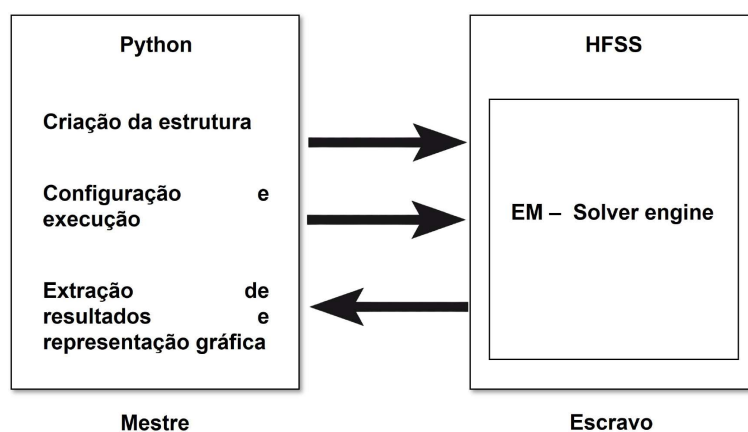 Python
Criação da estrutura
Configuração e
execução
Extração de
resultados e
representação gráfica
Mestre
HFSS
EM – Solver engine
Escravo